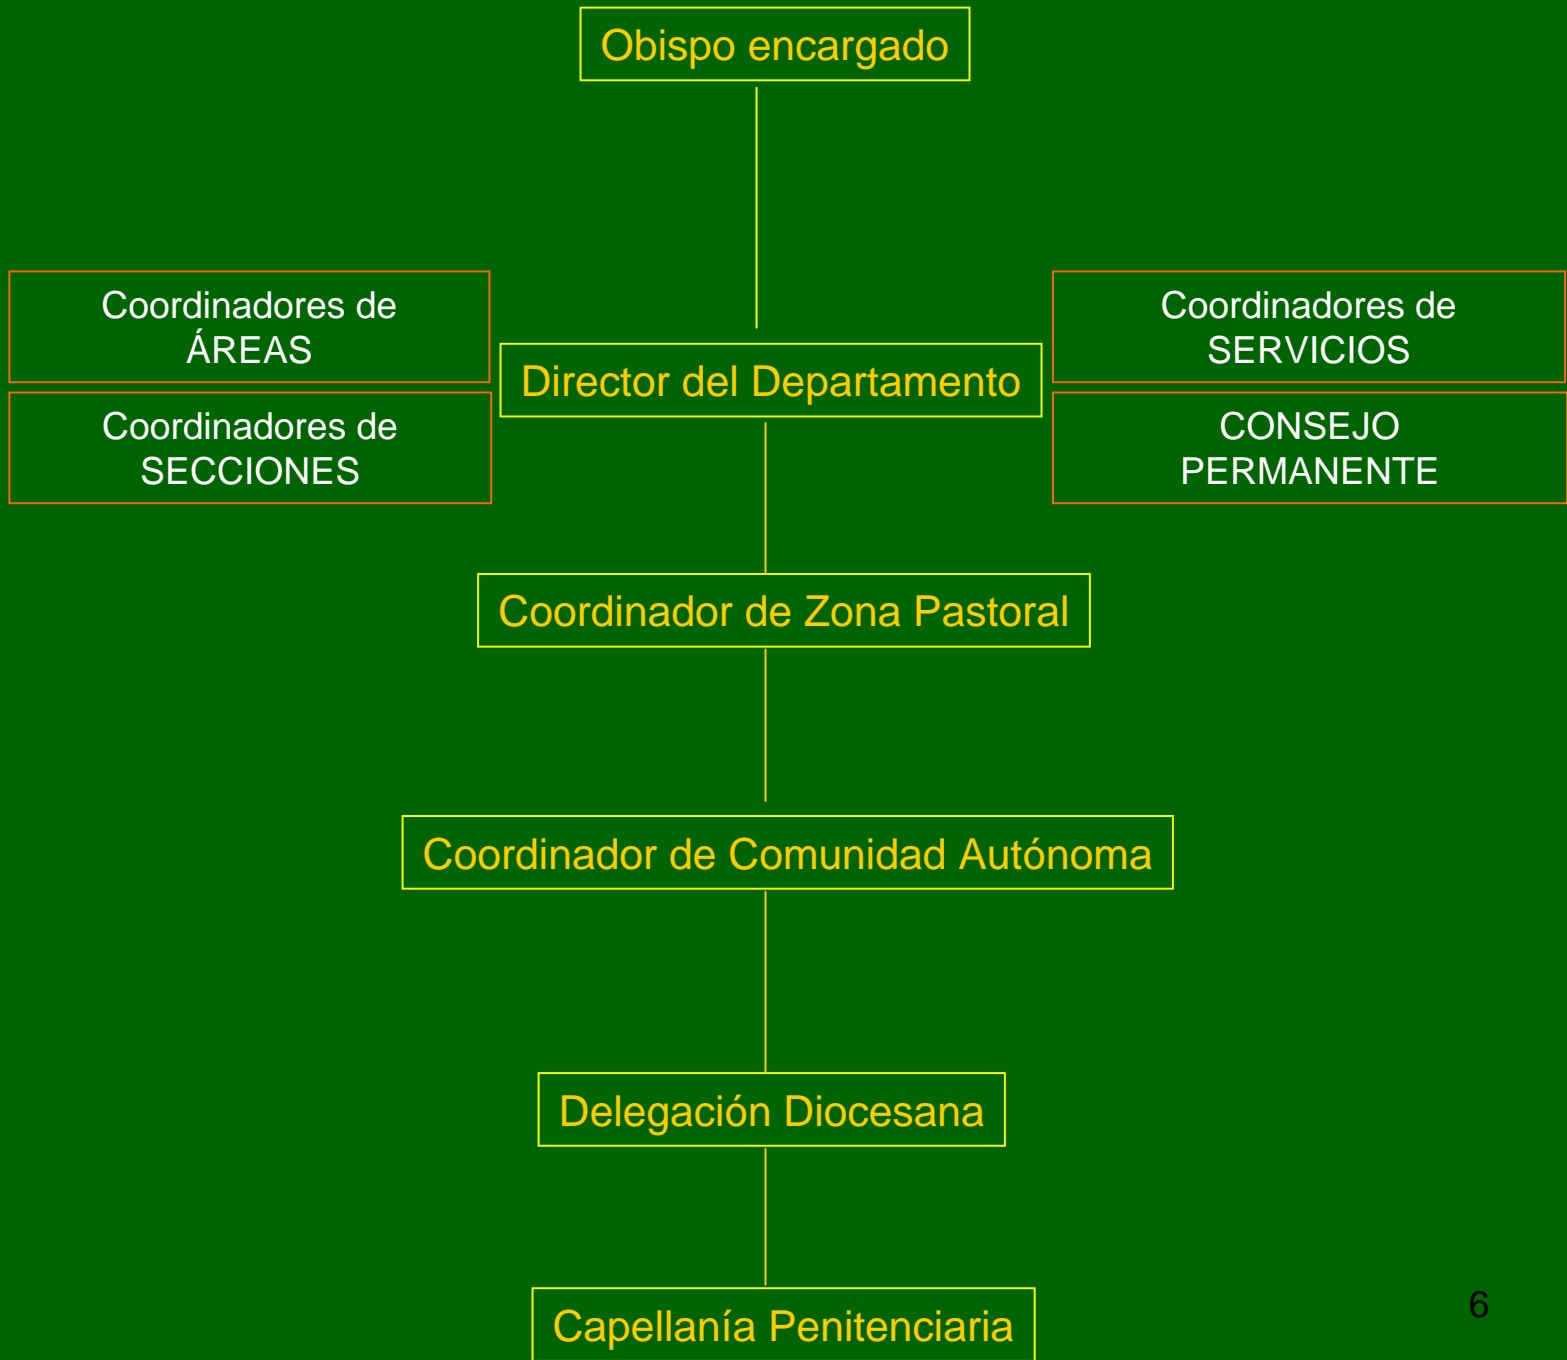 Obispo encargado
Coordinadores de
ÁREAS
Coordinadores de
SERVICIOS
Director del Departamento
Coordinadores de
SECCIONES
CONSEJO
PERMANENTE
Coordinador de Zona Pastoral
Coordinador de Comunidad Autónoma
Delegación Diocesana
Capellanía Penitenciaria
6